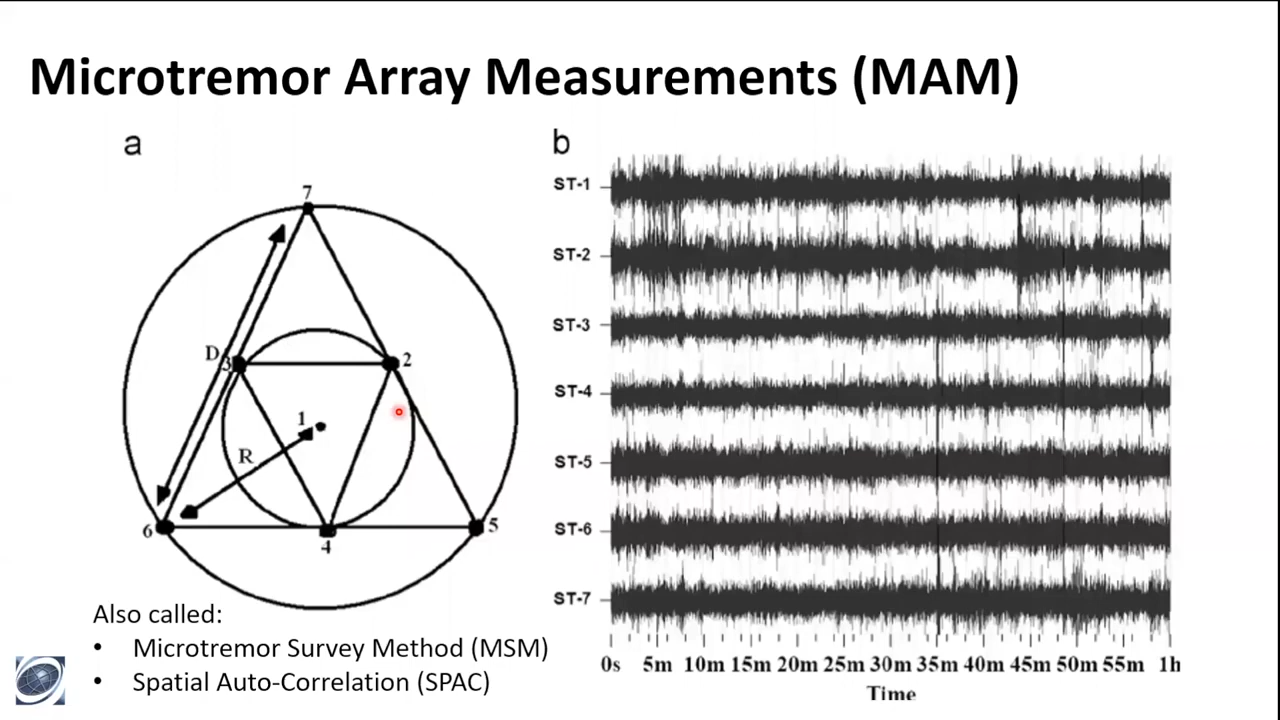 Microtremor Array Measurements (MAM)
a
7
D
3
2
1
R
6
4
5
b
ST-1
ST-2
ST-3
ST-4
ST-5
ST-6
ST-7
0s 5m 10m 15m 20m 25m 30m 35m 40m 45m 50m 55m 1h
Time
Also called:
• Microtremor Survey Method (MSM)
• Spatial Auto-Correlation (SPAC)